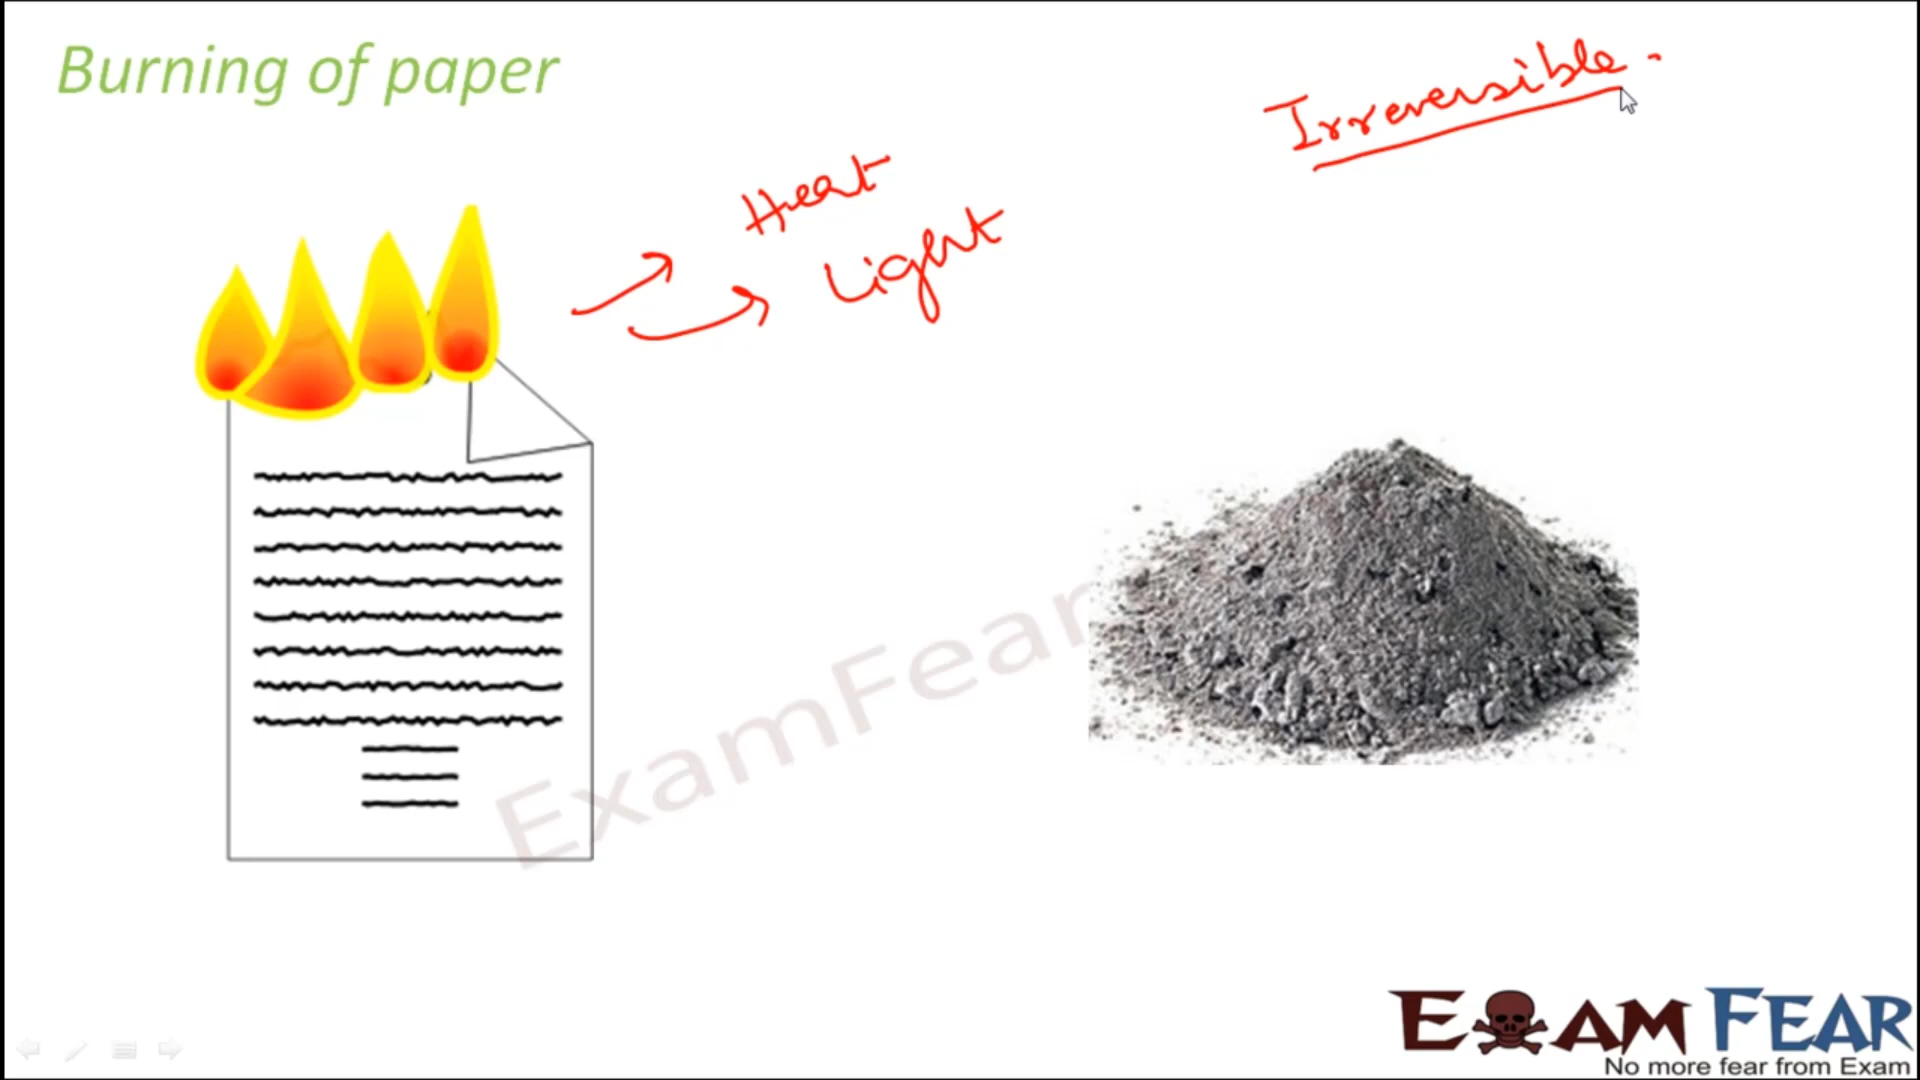 Burning of paper
Irreversible.
Heat
Light
ExamFear
EXAM FEAR
No more fear from Exam